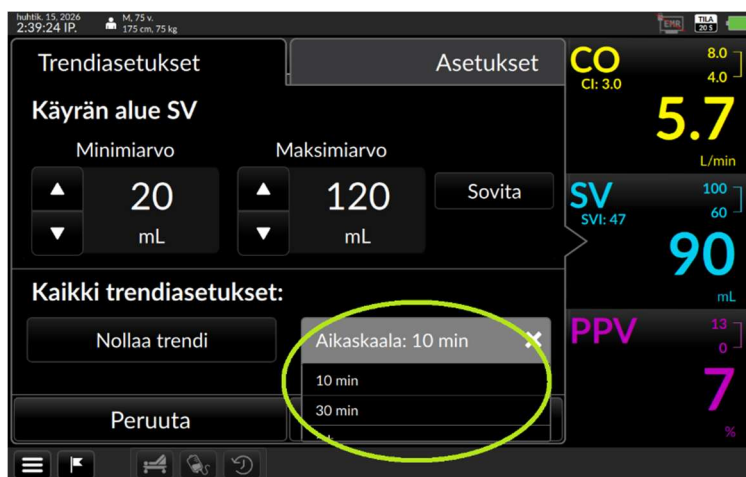 huhtik. 15, 2026
2:39:24 IP.
M, 75 v.
175 cm, 75 kg
EMR
TILA
20 S
Trendiasetukset
Asetukset
Käyrän alue SV
Minimiarvo
Maksimiarvo
20
mL
120
mL
Sovita
Kaikki trendiasetukset:
Nollaa trendi
Aikaskaala: 10 min
10 min
30 min
Peruuta
CO
CI: 3.0
8.0
4.0
5.7
L/min
SV
SVI: 47
100
60
90
mL
PPV
13
0
7
%